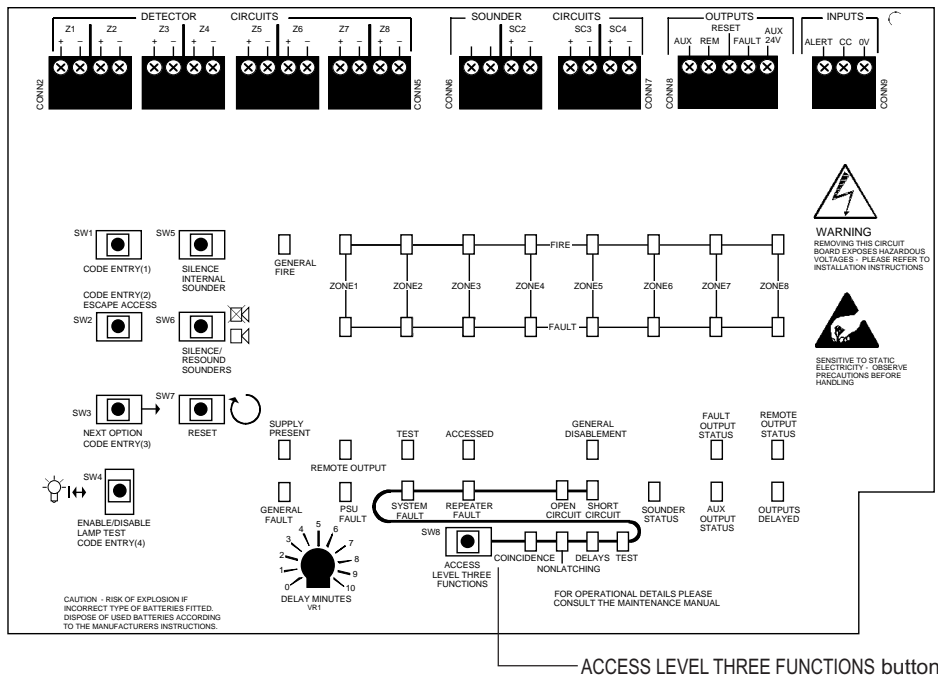 DETECTOR CIRCUITS
SOUNDER CIRCUITS
OUTPUTS
INPUTS
Z1 Z2 Z3 Z4 Z5 Z6 Z7 Z8
SC2 SC3 SC4
AUX REM RESET FAULT AUX 24V
ALERT CC 0V
+ – + – + – + – + – + – + – + – + – + – + –
CONN2
CONN5
CONN6
CONN7
CONN8
CONN9
WARNING
REMOVING THIS CIRCUIT
BOARD EXPOSES HAZARDOUS
VOLTAGES - PLEASE REFER TO
INSTALLATION INSTRUCTIONS
SENSITIVE TO STATIC
ELECTRICITY - OBSERVE
PRECAUTIONS BEFORE
HANDLING
SW1
CODE ENTRY(1)
SW5
SILENCE
INTERNAL
SOUNDER
GENERAL
FIRE
FIRE
ZONE1 ZONE2 ZONE3 ZONE4 ZONE5 ZONE6 ZONE7 ZONE8
FAULT
CODE ENTRY(2)
ESCAPE ACCESS
SW2
SW6
SILENCE/
RESOUND
SOUNDERS
SW3
NEXT OPTION
CODE ENTRY(3)
SW7
RESET
SUPPLY
PRESENT
REMOTE OUTPUT
TEST
ACCESSED
GENERAL
DISABLEMENT
FAULT
OUTPUT
STATUS
REMOTE
OUTPUT
STATUS
SW4
ENABLE/DISABLE
LAMP TEST
CODE ENTRY(4)
GENERAL
FAULT
PSU
FAULT
SYSTEM
FAULT
REPEATER
FAULT
OPEN
CIRCUIT
SHORT
CIRCUIT
SOUNDER
STATUS
AUX
OUTPUT
STATUS
OUTPUTS
DELAYED
0 1 2 3 4 5 6 7 8 9 10
DELAY MINUTES
VR1
SW8
ACCESS
LEVEL THREE
FUNCTIONS
COINCIDENCE
NONLATCHING
DELAYS
TEST
FOR OPERATIONAL DETAILS PLEASE
CONSULT THE MAINTENANCE MANUAL
CAUTION - RISK OF EXPLOSION IF
INCORRECT TYPE OF BATTERIES FITTED.
DISPOSE OF USED BATTERIES ACCORDING
TO THE MANUFACTURERS INSTRUCTIONS.
ACCESS LEVEL THREE FUNCTIONS button